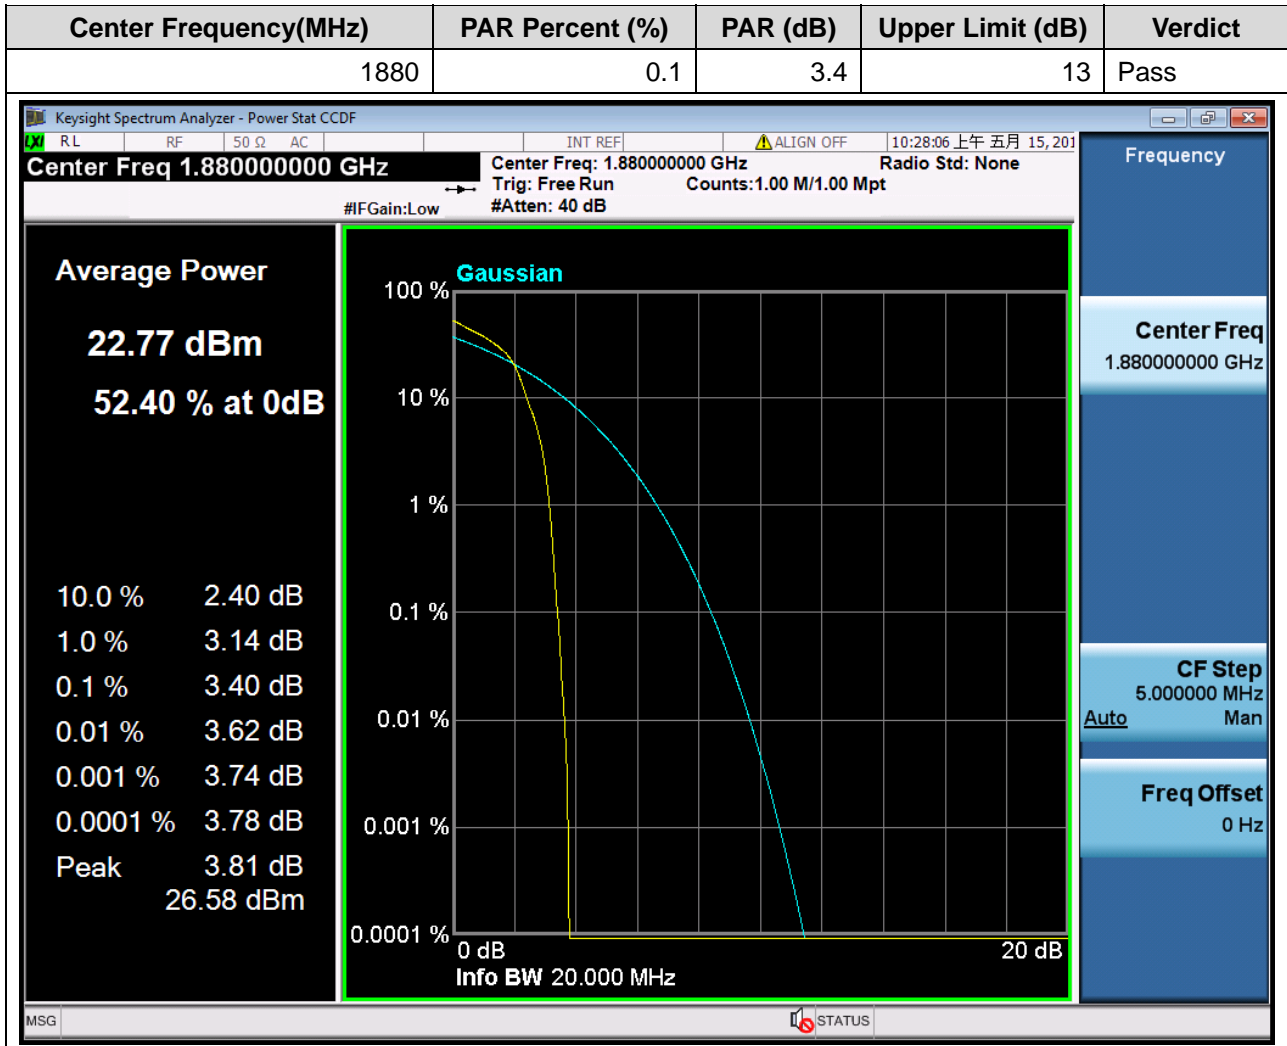 Center Frequency(MHz) PAR Percent (%) PAR (dB) Upper Limit (dB) Verdict
1880 0.1 3.4 13 Pass
Keysight Spectrum Analyzer - Power Stat CCDF
LXI RL RF 50 Ω AC INT REF ALIGN OFF 10:28:06 上午 五月 15, 201
Center Freq 1.880000000 GHz
Center Freq: 1.880000000 GHz Radio Std: None
Trig: Free Run Counts:1.00 M/1.00 Mpt
#IFGain:Low #Atten: 40 dB
Frequency
Average Power
22.77 dBm
52.40 % at 0dB
10.0 % 2.40 dB
1.0 % 3.14 dB
0.1 % 3.40 dB
0.01 % 3.62 dB
0.001 % 3.74 dB
0.0001 % 3.78 dB
Peak 3.81 dB
26.58 dBm
Gaussian
100 %
10 %
1 %
0.1 %
0.01 %
0.001 %
0.0001 %
0 dB 20 dB
Info BW 20.000 MHz
Center Freq
1.880000000 GHz
CF Step
5.000000 MHz
Auto Man
Freq Offset
0 Hz
MSG STATUS